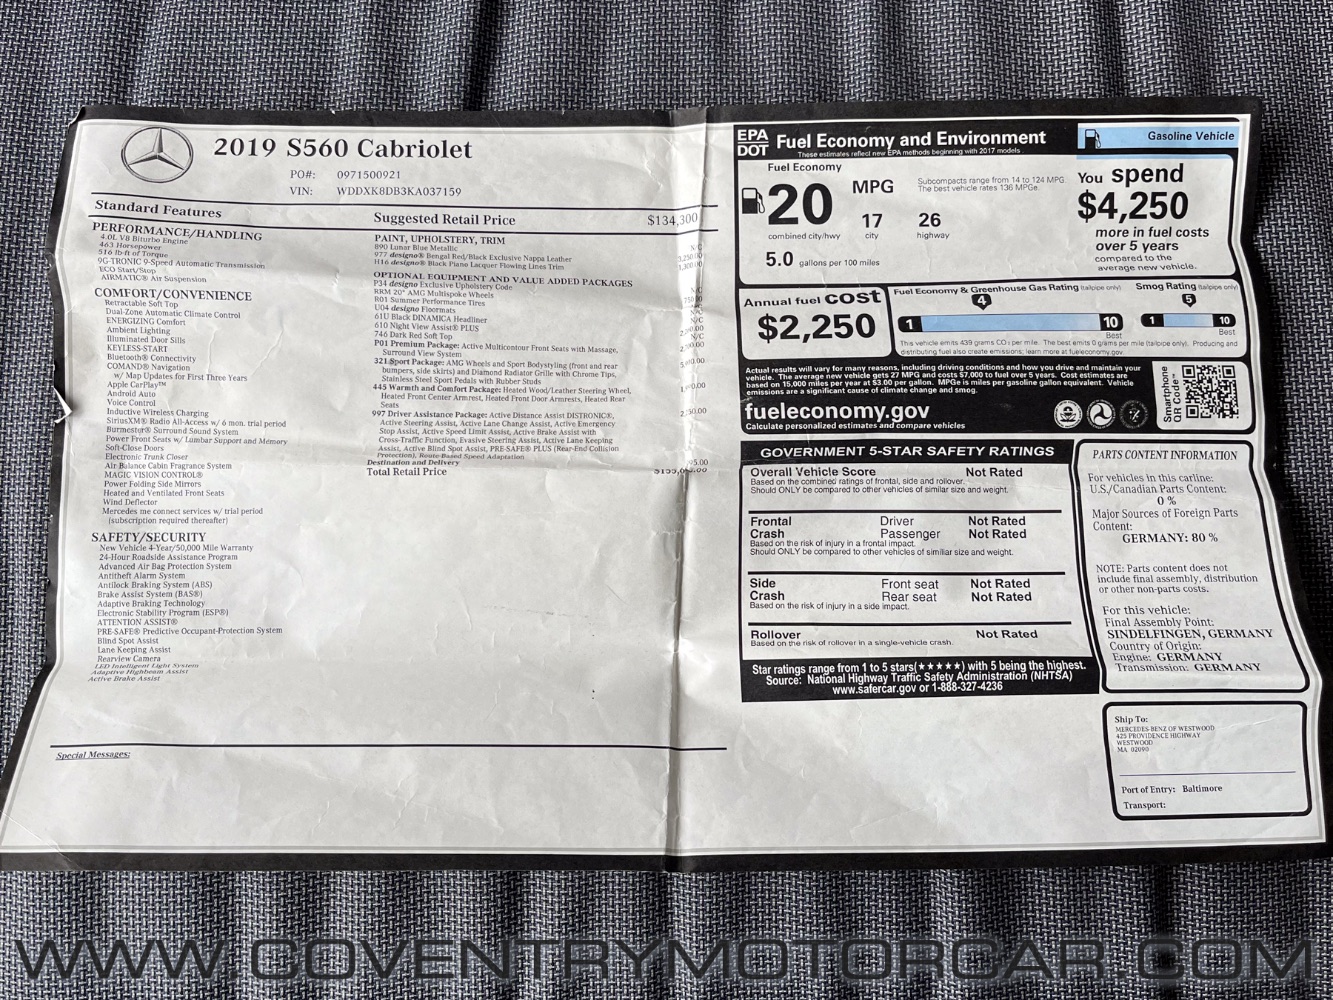 2019 S560 Cabriolet
PO#: 0971500921
VIN: WDDXK8DB3KA037159
Standard Features
PERFORMANCE/HANDLING
4.0L V8 Biturbo Engine
463 Horsepower
516 lb-ft of Torque
9G-TRONIC 9-Speed Automatic Transmission
ECO Start/Stop
AIRMATIC® Air Suspension
COMFORT/CONVENIENCE
Retractable Soft Top
Dual-Zone Automatic Climate Control
ENERGIZING Comfort
Ambient Lighting
Illuminated Door Sills
KEYLESS-START
Bluetooth® Connectivity
COMAND® Navigation
w/ Map Updates for First Three Years
Apple CarPlay™
Android Auto
Voice Control
Inductive Wireless Charging
SiriusXM® Radio All-Access w/ 6 mon. trial period
Burmester® Surround Sound System
Power Front Seats w/ Lumbar Support and Memory
Soft-Close Doors
Electronic Trunk Closer
Air Balance Cabin Fragrance System
MAGIC VISION CONTROL®
Power Folding Side Mirrors
Heated and Ventilated Front Seats
Wind Deflector
Mercedes me connect services w/ trial period
(subscription required thereafter)
SAFETY/SECURITY
New Vehicle 4-Year/50,000 Mile Warranty
24-Hour Roadside Assistance Program
Advanced Air Bag Protection System
Antitheft Alarm System
Antilock Braking System (ABS)
Brake Assist System (BAS®)
Adaptive Braking Technology
Electronic Stability Program (ESP®)
ATTENTION ASSIST®
PRE-SAFE® Predictive Occupant-Protection System
Blind Spot Assist
Lane Keeping Assist
Rearview Camera
LED Intelligent Light System
Adaptive Highbeam Assist
Active Brake Assist
Suggested Retail Price $134,300
PAINT, UPHOLSTERY, TRIM
890 Lunar Blue Metallic N/C
977 designo® Bengal Red/Black Exclusive Nappa Leather
H16 designo® Black Piano Lacquer Flowing Lines Trim 1,300.00
OPTIONAL EQUIPMENT AND VALUE ADDED PACKAGES
P34 designo Exclusive Upholstery Code N/C
RRM 20" AMG Multispoke Wheels
R01 Summer Performance Tires N/C
U04 designo Floormats N/C
61U Black DINAMICA Headliner N/C
610 Night View Assist® PLUS
746 Dark Red Soft Top N/C
P01 Premium Package: Active Multicontour Front Seats with Massage,
Surround View System
321 Sport Package: AMG Wheels and Sport Bodystyling (front and rear
bumpers, side skirts) and Diamond Radiator Grille with Chrome Tips,
Stainless Steel Sport Pedals with Rubber Studs
445 Warmth and Comfort Package: Heated Wood/Leather Steering Wheel,
Heated Front Center Armrest, Heated Front Door Armrests, Heated Rear
Seats
997 Driver Assistance Package: Active Distance Assist DISTRONIC®,
Active Steering Assist, Active Lane Change Assist, Active Emergency
Stop Assist, Active Speed Limit Assist, Active Brake Assist with
Cross-Traffic Function, Evasive Steering Assist, Active Lane Keeping
Assist, Active Blind Spot Assist, PRE-SAFE® PLUS (Rear-End Collision
Protection), Route-Based Speed Adaptation
Destination and Delivery
Total Retail Price
Special Messages:
EPA
DOT
Fuel Economy and Environment
These estimates reflect new EPA methods beginning with 2017 models.
Gasoline Vehicle
Fuel Economy
20 MPG
combined city/hwy
17 city
26 highway
Subcompacts range from 14 to 124 MPG.
The best vehicle rates 136 MPGe.
5.0 gallons per 100 miles
You spend
$4,250
more in fuel costs
over 5 years
compared to the
average new vehicle.
Annual fuel COST
$2,250
Fuel Economy & Greenhouse Gas Rating (tailpipe only)
4
1 10
Best
Smog Rating (tailpipe only)
5
1 10
Best
This vehicle emits 439 grams CO2 per mile. The best emits 0 grams per mile (tailpipe only). Producing and
distributing fuel also create emissions; learn more at fueleconomy.gov.
Actual results will vary for many reasons, including driving conditions and how you drive and maintain your
vehicle. The average new vehicle gets 27 MPG and costs $7,000 to fuel over 5 years. Cost estimates are
based on 15,000 miles per year at $3.00 per gallon. MPGe is miles per gasoline gallon equivalent. Vehicle
emissions are a significant cause of climate change and smog.
fueleconomy.gov
Calculate personalized estimates and compare vehicles
Smartphone
QR Code™
GOVERNMENT 5-STAR SAFETY RATINGS
Overall Vehicle Score Not Rated
Based on the combined ratings of frontal, side and rollover.
Should ONLY be compared to other vehicles of similar size and weight.
Frontal Driver Not Rated
Crash Passenger Not Rated
Based on the risk of injury in a frontal impact.
Should ONLY be compared to other vehicles of similiar size and weight.
Side Front seat Not Rated
Crash Rear seat Not Rated
Based on the risk of injury in a side impact.
Rollover Not Rated
Based on the risk of rollover in a single-vehicle crash.
Star ratings range from 1 to 5 stars(★★★★★) with 5 being the highest.
Source: National Highway Traffic Safety Administration (NHTSA)
www.safercar.gov or 1-888-327-4236
PARTS CONTENT INFORMATION
For vehicles in this carline:
U.S./Canadian Parts Content:
0 %
Major Sources of Foreign Parts
Content:
GERMANY: 80 %
NOTE: Parts content does not
include final assembly, distribution
or other non-parts costs.
For this vehicle:
Final Assembly Point:
SINDELFINGEN, GERMANY
Country of Origin:
Engine: GERMANY
Transmission: GERMANY
Ship To:
MERCEDES-BENZ OF WESTWOOD
425 PROVIDENCE HIGHWAY
WESTWOOD
MA 02090
Port of Entry: Baltimore
Transport:
WWW.COVENTRYMOTORCAR.COM